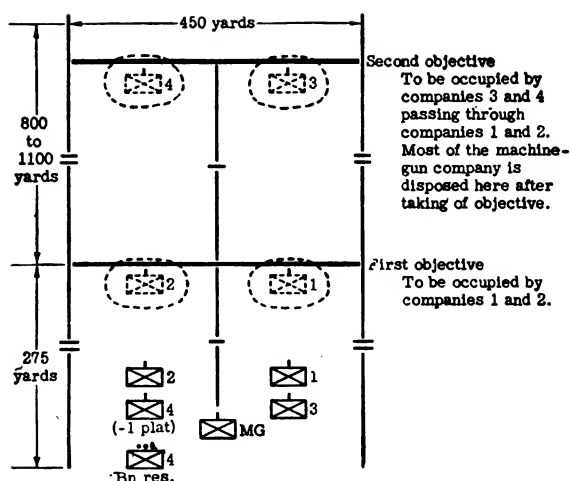 450 yards
4
3
Second objective
To be occupied by
companies 3 and 4
passing through
companies 1 and 2.
Most of the machine-
gun company is
disposed here after
taking of objective.
800
to
1100
yards
2
1
First objective
To be occupied by
companies 1 and 2.
275
yards
2
1
4
3
(-1 plat)
MG
4
Bn res.